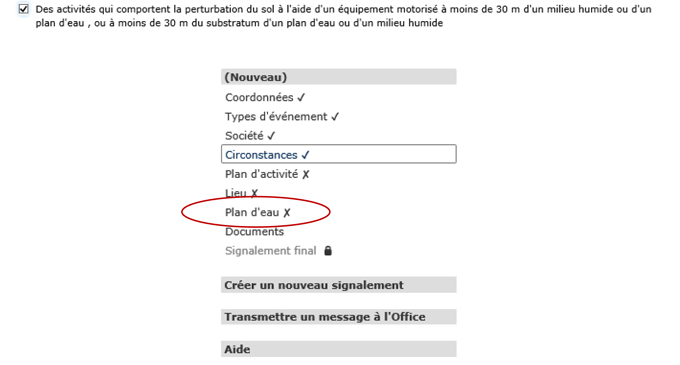 Des activités qui comportent la perturbation du sol à l'aide d'un équipement motorisé à moins de 30 m d'un milieu humide ou d'un
plan d'eau , ou à moins de 30 m du substratum d'un plan d'eau ou d'un milieu humide
(Nouveau)
Coordonnées ✓
Types d'événement ✓
Société ✓
Circonstances ✓
Plan d'activité ✗
Lieu ✗
Plan d'eau ✗
Documents
Signalement final
Créer un nouveau signalement
Transmettre un message à l'Office
Aide